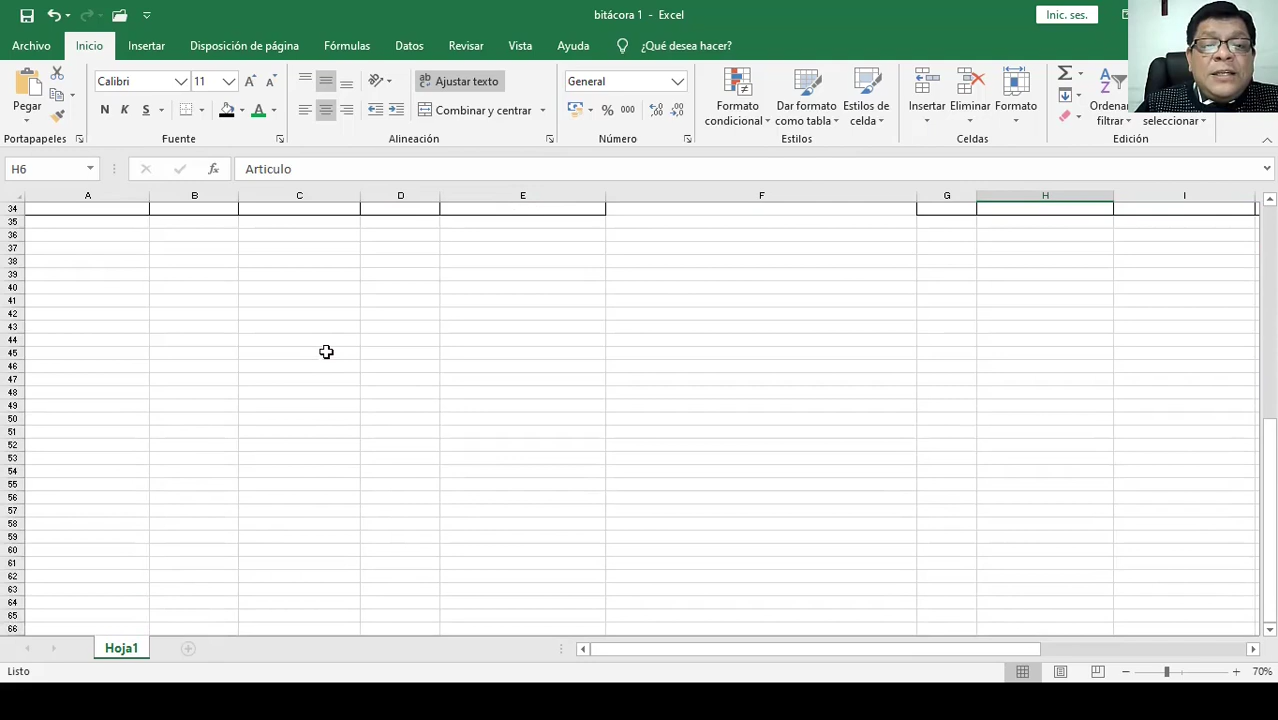 bitácora 1 - Excel
Inic. ses.
Archivo Inicio Insertar Disposición de página Fórmulas Datos Revisar Vista Ayuda ¿Qué desea hacer?
Pegar
Portapapeles
Calibri 11
N K S
Fuente
Ajustar texto
Combinar y centrar
Alineación
General
% 000
Número
Formato condicional
Dar formato como tabla
Estilos de celda
Estilos
Insertar
Eliminar
Formato
Celdas
Ordenar
filtrar
seleccionar
Edición
H6 fx Articulo
A B C D E F G H I
34
35
36
37
38
39
40
41
42
43
44
45
46
47
48
49
50
51
52
53
54
55
56
57
58
59
60
61
62
63
64
65
66
Hoja1
Listo
70%